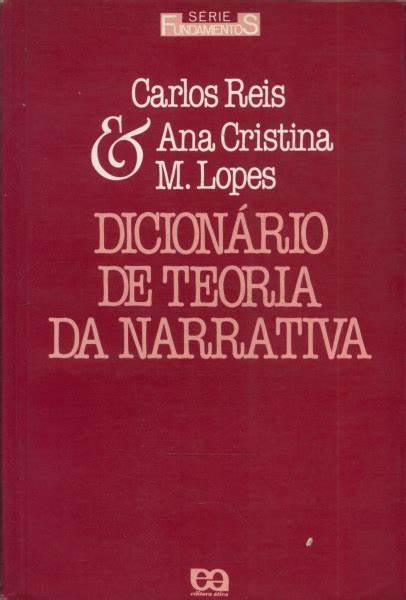 SÉRIE
FUNDAMENTOS
Carlos Reis
& Ana Cristina
M. Lopes
DICIONÁRIO
DE TEORIA
DA NARRATIVA
editora ática